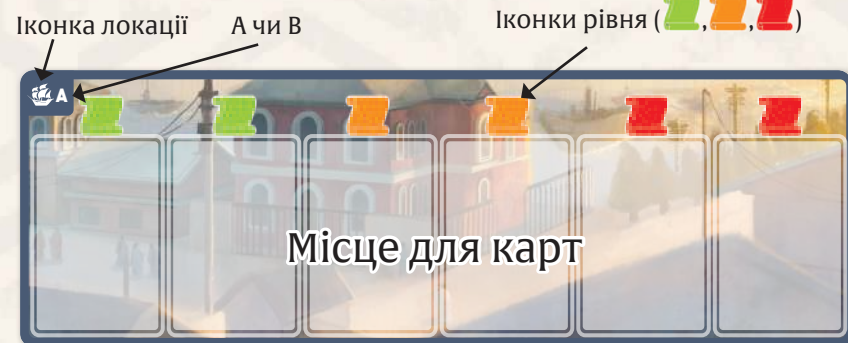 Іконка локації
А чи В
Іконки рівня ( , , )
A
Місце для карт